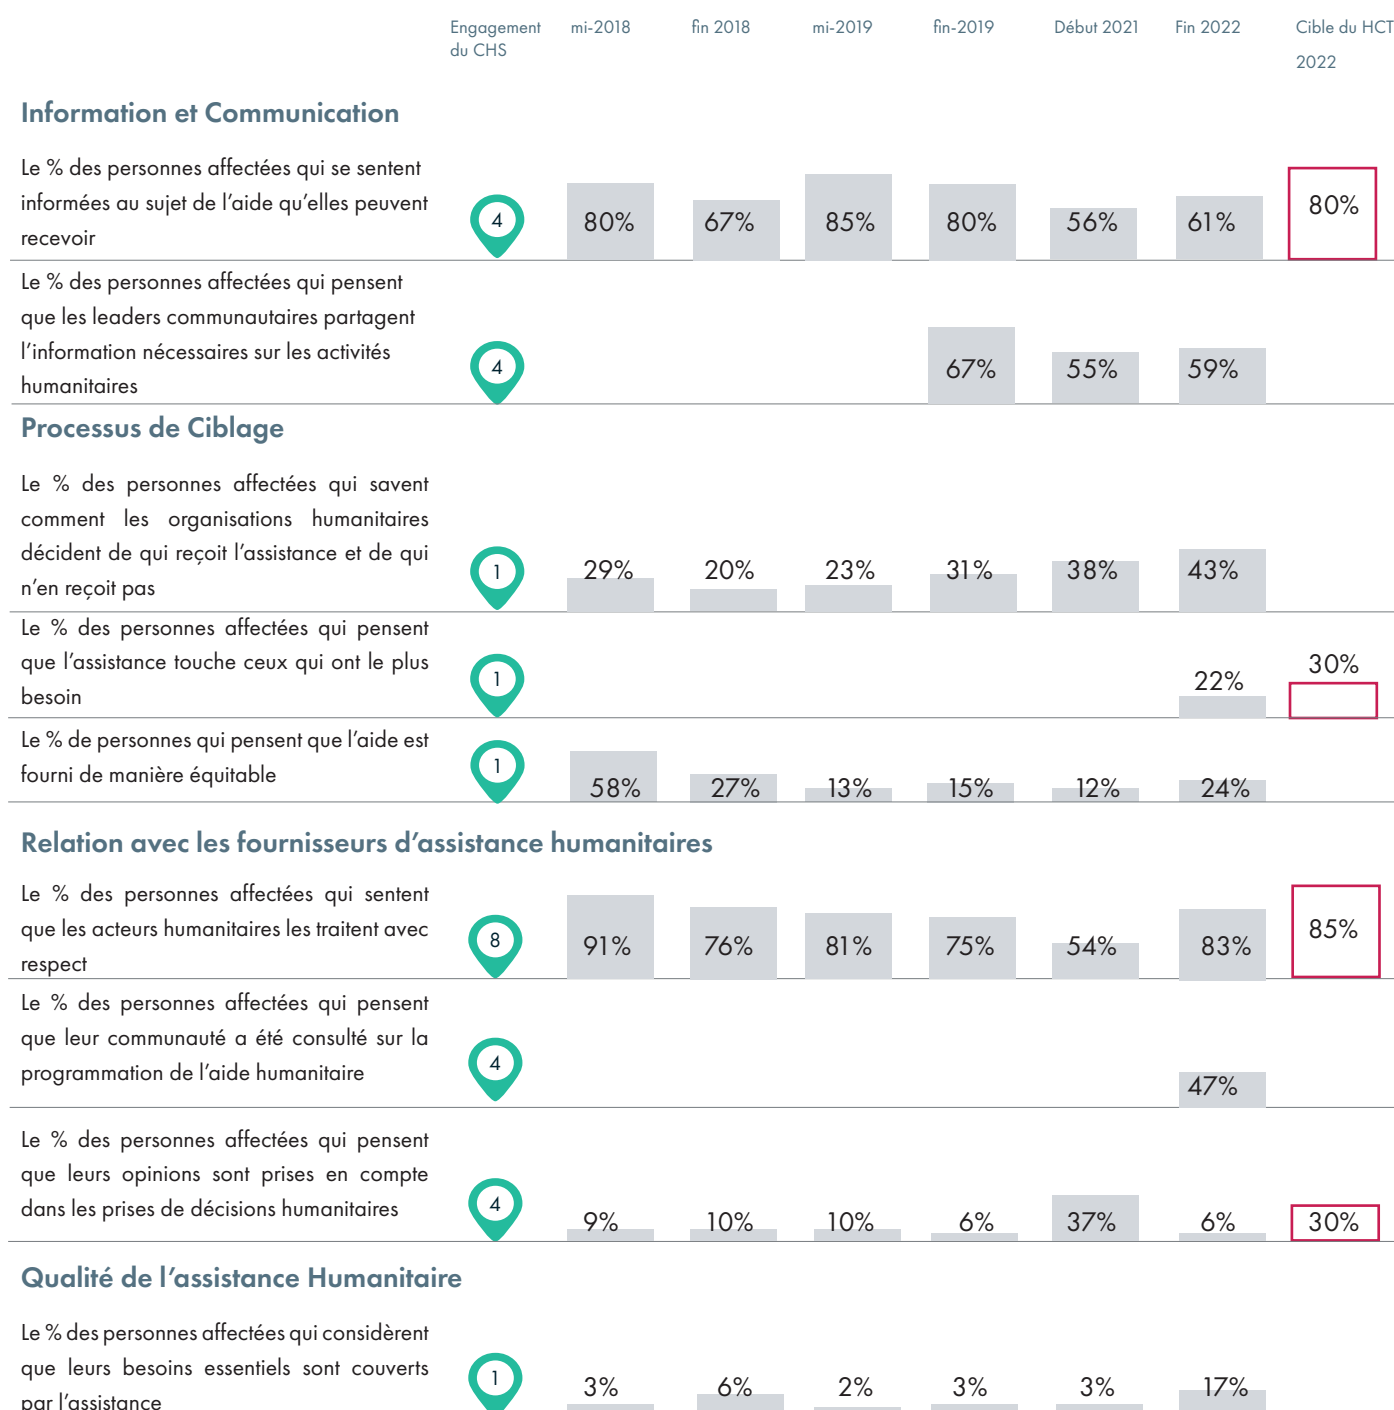 Engagement du CHS mi-2018 fin 2018 mi-2019 fin-2019 Début 2021 Fin 2022 Cible du HCT 2022
Information et Communication
Le % des personnes affectées qui se sentent
informées au sujet de l'aide qu'elles peuvent
recevoir
4 80% 67% 85% 80% 56% 61% 80%
Le % des personnes affectées qui pensent
que les leaders communautaires partagent
l'information nécessaires sur les activités
humanitaires
4 67% 55% 59%
Processus de Ciblage
Le % des personnes affectées qui savent
comment les organisations humanitaires
décident de qui reçoit l'assistance et de qui
n'en reçoit pas
1 29% 20% 23% 31% 38% 43%
Le % des personnes affectées qui pensent
que l'assistance touche ceux qui ont le plus
besoin
1 22% 30%
Le % de personnes qui pensent que l'aide est
fourni de manière équitable
1 58% 27% 13% 15% 12% 24%
Relation avec les fournisseurs d'assistance humanitaires
Le % des personnes affectées qui sentent
que les acteurs humanitaires les traitent avec
respect
8 91% 76% 81% 75% 54% 83% 85%
Le % des personnes affectées qui pensent
que leur communauté a été consulté sur la
programmation de l'aide humanitaire
4 47%
Le % des personnes affectées qui pensent
que leurs opinions sont prises en compte
dans les prises de décisions humanitaires
4 9% 10% 10% 6% 37% 6% 30%
Qualité de l'assistance Humanitaire
Le % des personnes affectées qui considèrent
que leurs besoins essentiels sont couverts
par l'assistance
1 3% 6% 2% 3% 3% 17%